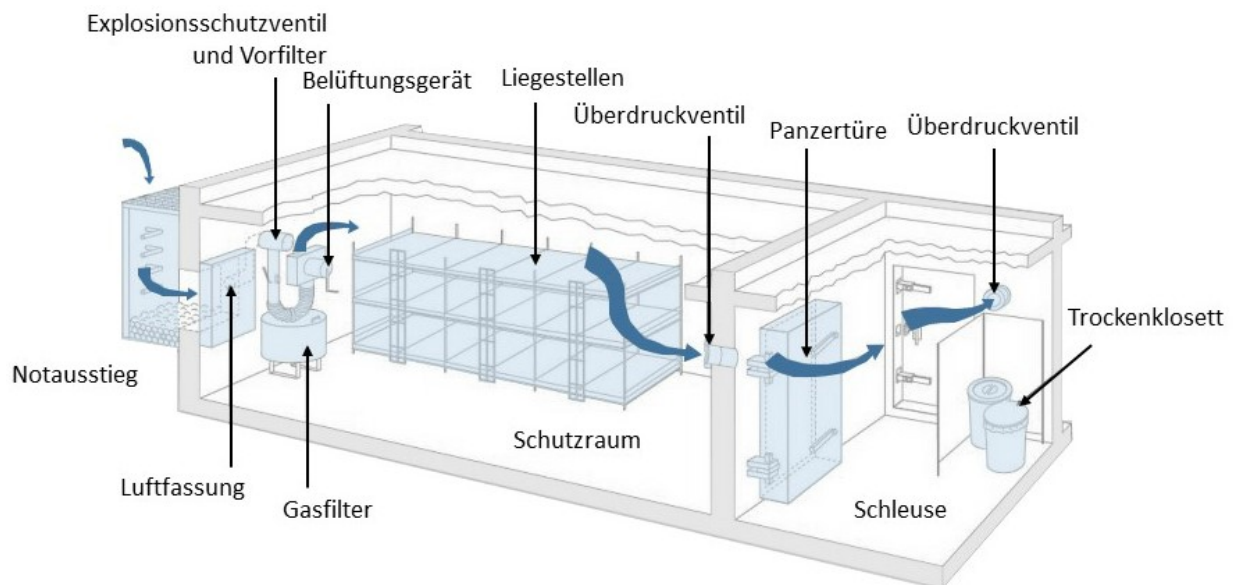 Explosionsschutzventil
und Vorfilter
Belüftungsgerät
Liegestellen
Überdruckventil
Panzertüre
Überdruckventil
Trockenklosett
Notausstieg
Luftfassung
Gasfilter
Schutzraum
Schleuse